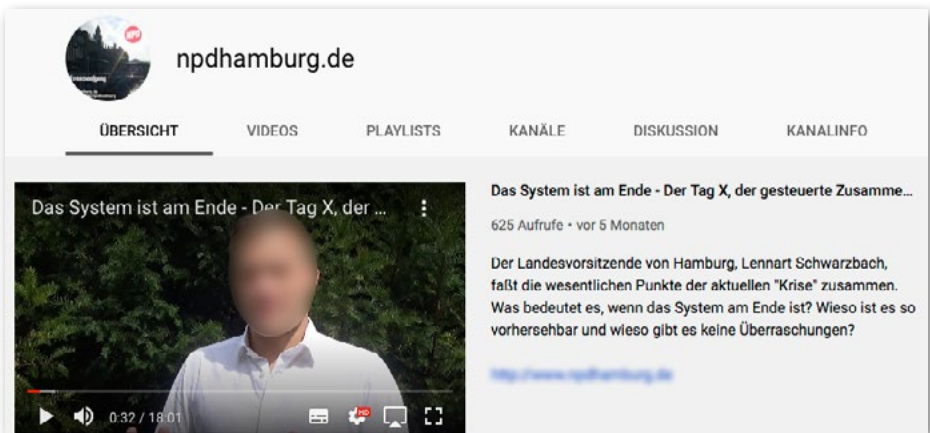 NPD
npdhamburg.de
ÜBERSICHT VIDEOS PLAYLISTS KANÄLE DISKUSSION KANALINFO
Das System ist am Ende - Der Tag X, der ...
0:32 / 18:01
HD
Das System ist am Ende - Der Tag X, der gesteuerte Zusamme...
625 Aufrufe • vor 5 Monaten
Der Landesvorsitzende von Hamburg, Lennart Schwarzbach,
faßt die wesentlichen Punkte der aktuellen "Krise" zusammen.
Was bedeutet es, wenn das System am Ende ist? Wieso ist es so
vorhersehbar und wieso gibt es keine Überraschungen?